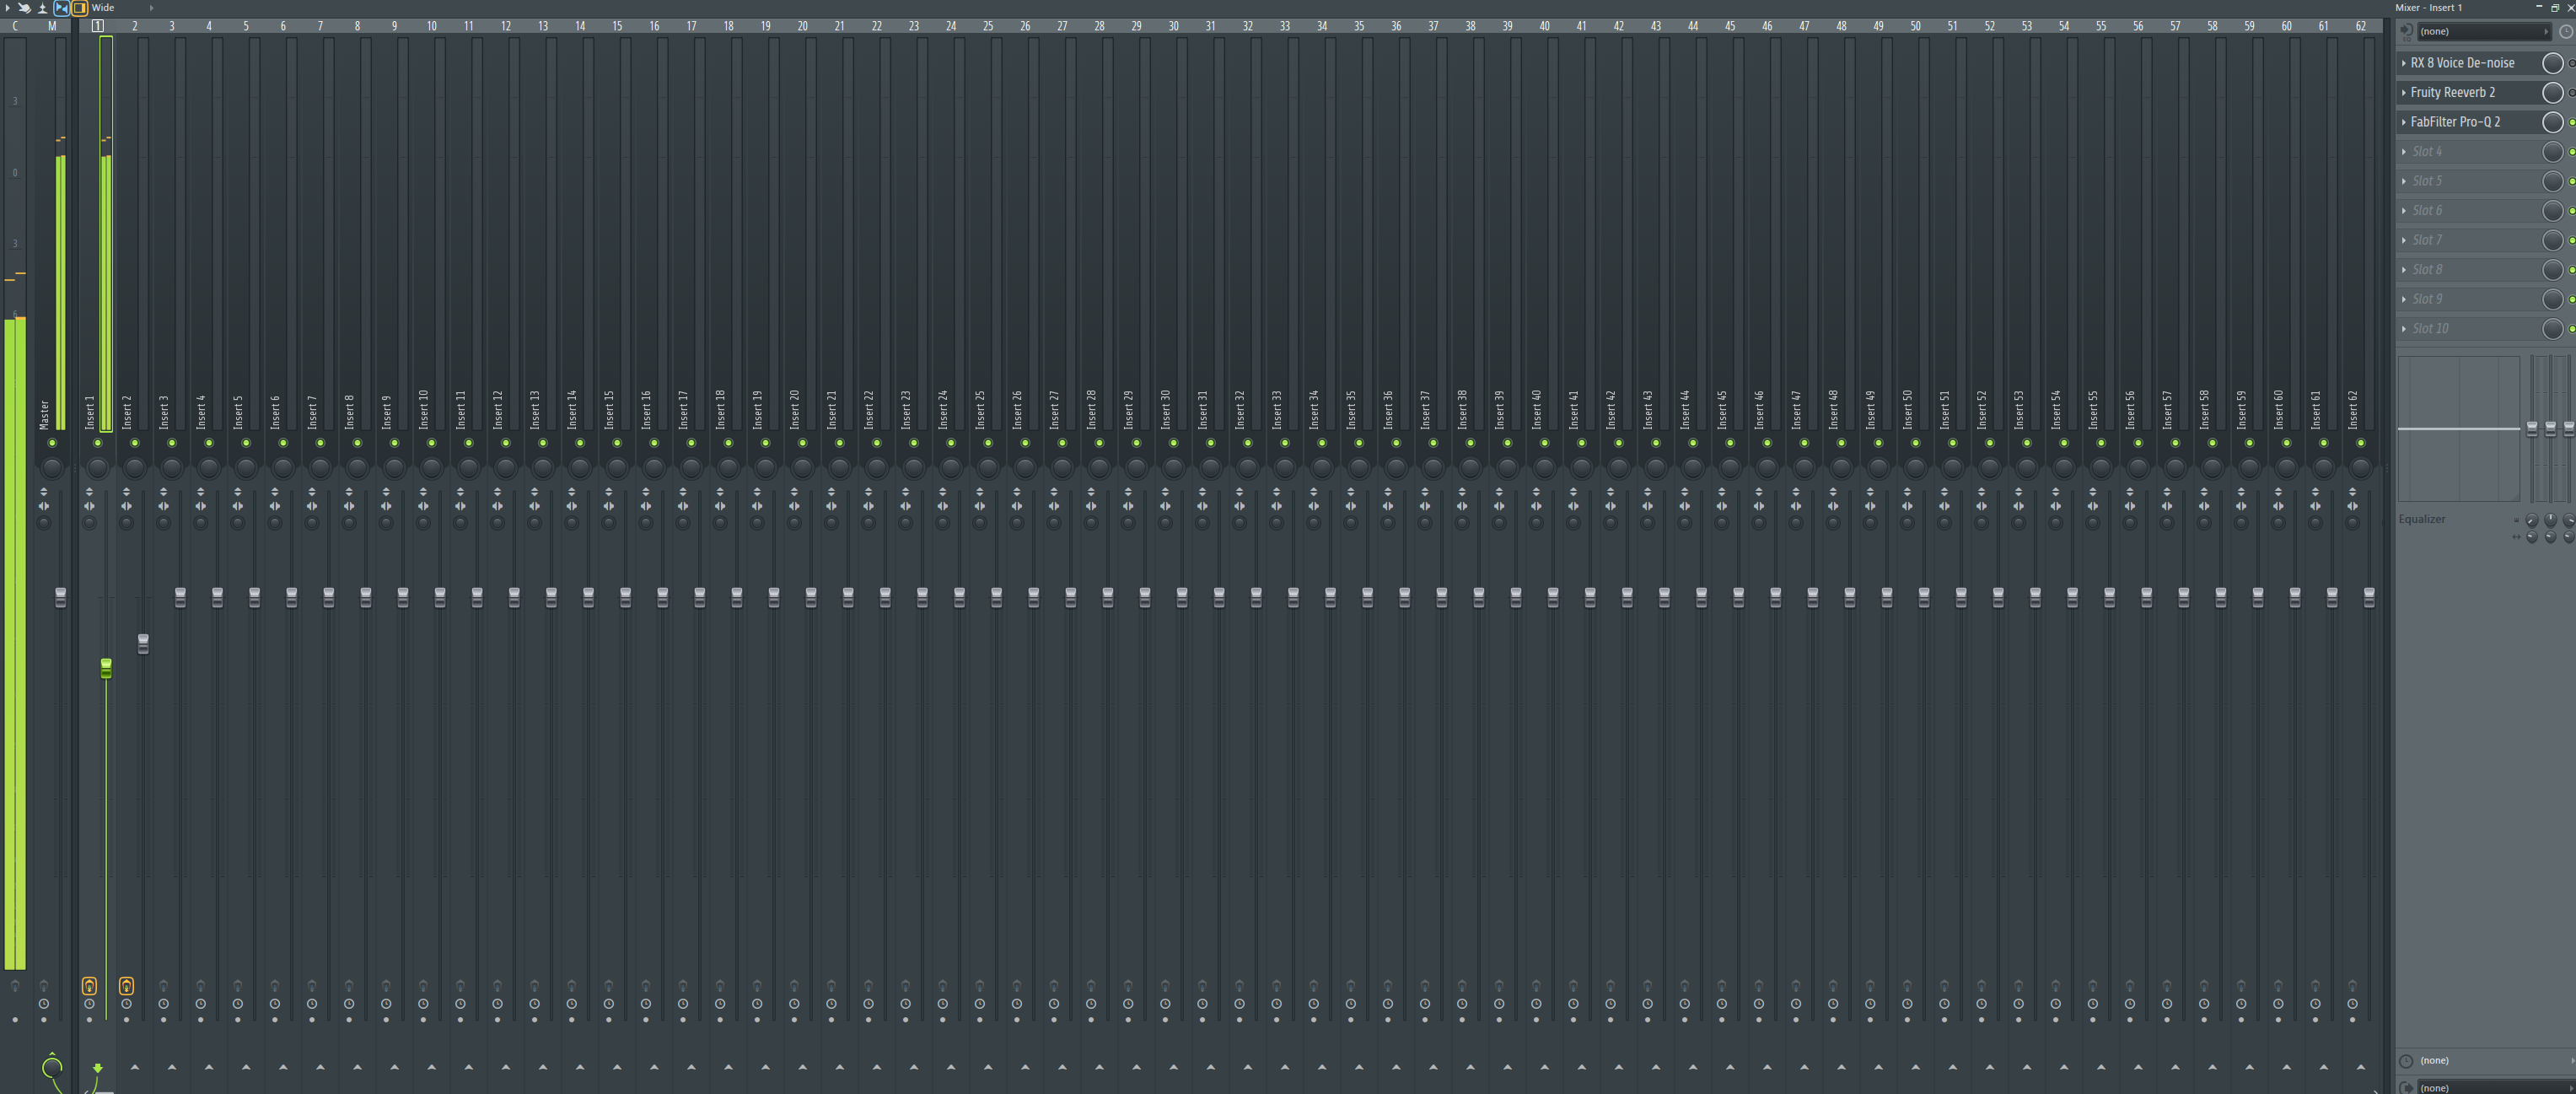 Wide
Mixer - Insert 1
C M 1 2 3 4 5 6 7 8 9 10 11 12 13 14 15 16 17 18 19 20 21 22 23 24 25 26 27 28 29 30 31 32 33 34 35 36 37 38 39 40 41 42 43 44 45 46 47 48 49 50 51 52 53 54 55 56 57 58 59 60 61 62
(none)
RX 8 Voice De-noise
Fruity Reeverb 2
FabFilter Pro-Q 2
Slot 4
Slot 5
Slot 6
Slot 7
Slot 8
Slot 9
Slot 10
3
0
3
Master
Insert 1
Insert 2
Insert 3
Insert 4
Insert 5
Insert 6
Insert 7
Insert 8
Insert 9
Insert 10
Insert 11
Insert 12
Insert 13
Insert 14
Insert 15
Insert 16
Insert 17
Insert 18
Insert 19
Insert 20
Insert 21
Insert 22
Insert 23
Insert 24
Insert 25
Insert 26
Insert 27
Insert 28
Insert 29
Insert 30
Insert 31
Insert 32
Insert 33
Insert 34
Insert 35
Insert 36
Insert 37
Insert 38
Insert 39
Insert 40
Insert 41
Insert 42
Insert 43
Insert 44
Insert 45
Insert 46
Insert 47
Insert 48
Insert 49
Insert 50
Insert 51
Insert 52
Insert 53
Insert 54
Insert 55
Insert 56
Insert 57
Insert 58
Insert 59
Insert 60
Insert 61
Insert 62
Equalizer
(none)
(none)